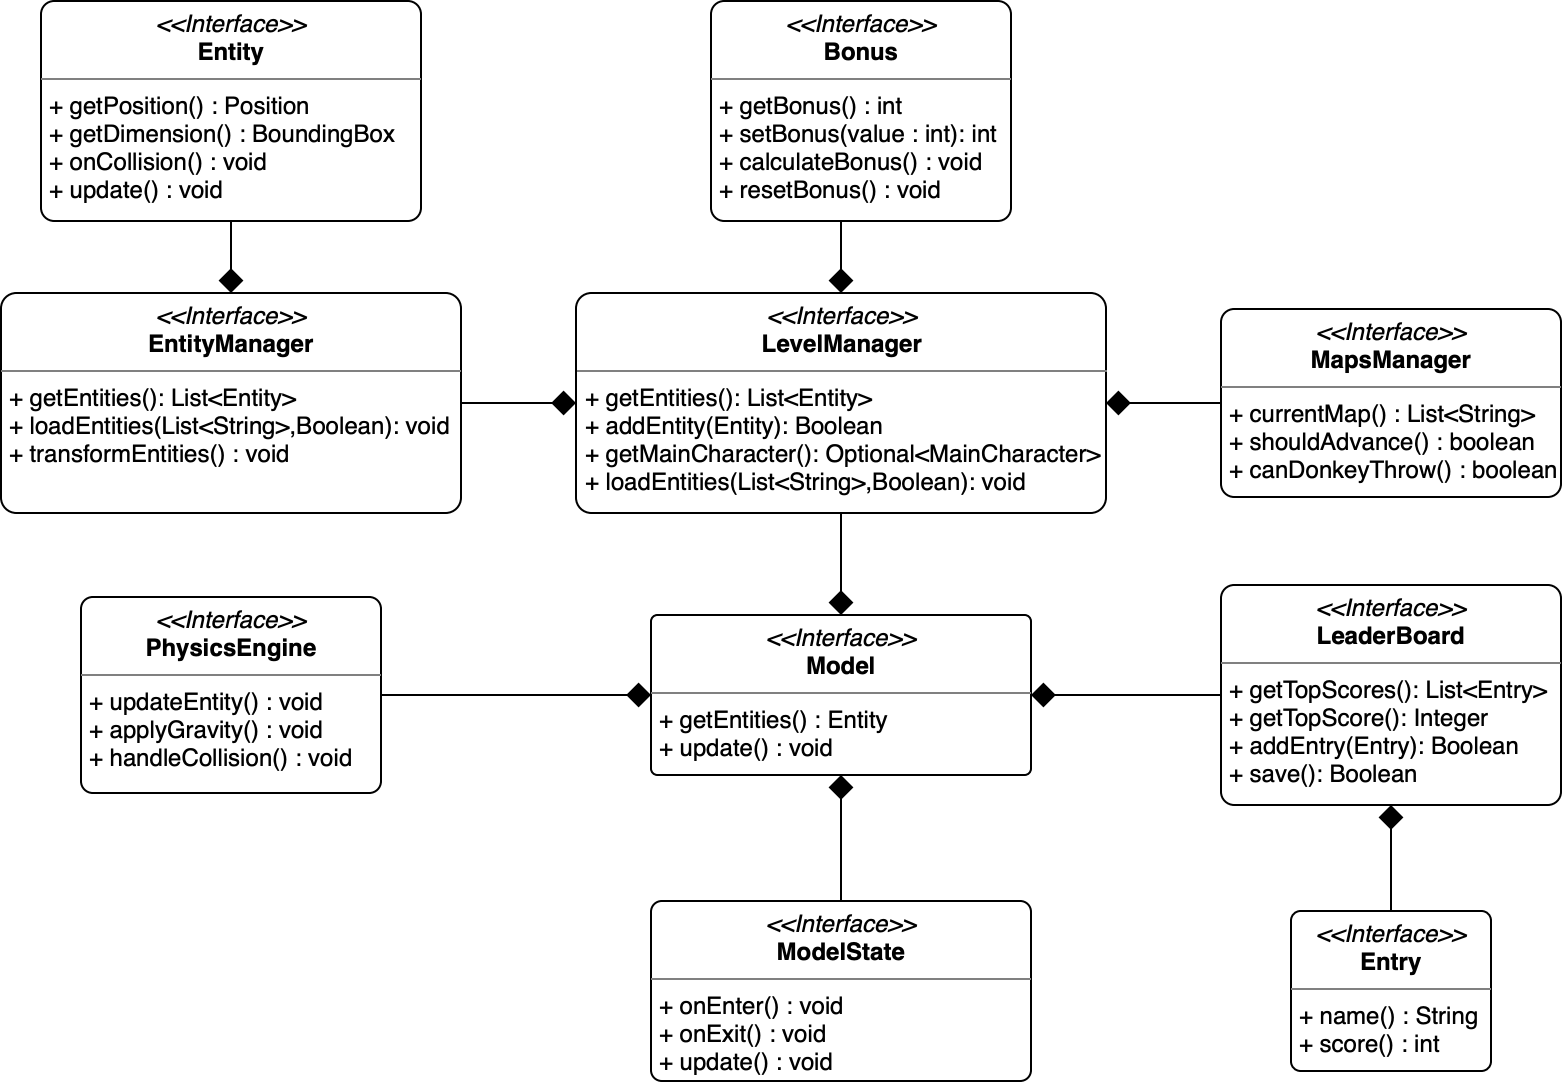 <<Interface>>
Entity
+ getPosition() : Position
+ getDimension() : BoundingBox
+ onCollision() : void
+ update() : void
<<Interface>>
Bonus
+ getBonus() : int
+ setBonus(value : int): int
+ calculateBonus() : void
+ resetBonus() : void
<<Interface>>
EntityManager
+ getEntities(): List<Entity>
+ loadEntities(List<String>,Boolean): void
+ transformEntities() : void
<<Interface>>
LevelManager
+ getEntities(): List<Entity>
+ addEntity(Entity): Boolean
+ getMainCharacter(): Optional<MainCharacter>
+ loadEntities(List<String>,Boolean): void
<<Interface>>
MapsManager
+ currentMap() : List<String>
+ shouldAdvance() : boolean
+ canDonkeyThrow() : boolean
<<Interface>>
PhysicsEngine
+ updateEntity() : void
+ applyGravity() : void
+ handleCollision() : void
<<Interface>>
Model
+ getEntities() : Entity
+ update() : void
<<Interface>>
LeaderBoard
+ getTopScores(): List<Entry>
+ getTopScore(): Integer
+ addEntry(Entry): Boolean
+ save(): Boolean
<<Interface>>
ModelState
+ onEnter() : void
+ onExit() : void
+ update() : void
<<Interface>>
Entry
+ name() : String
+ score() : int